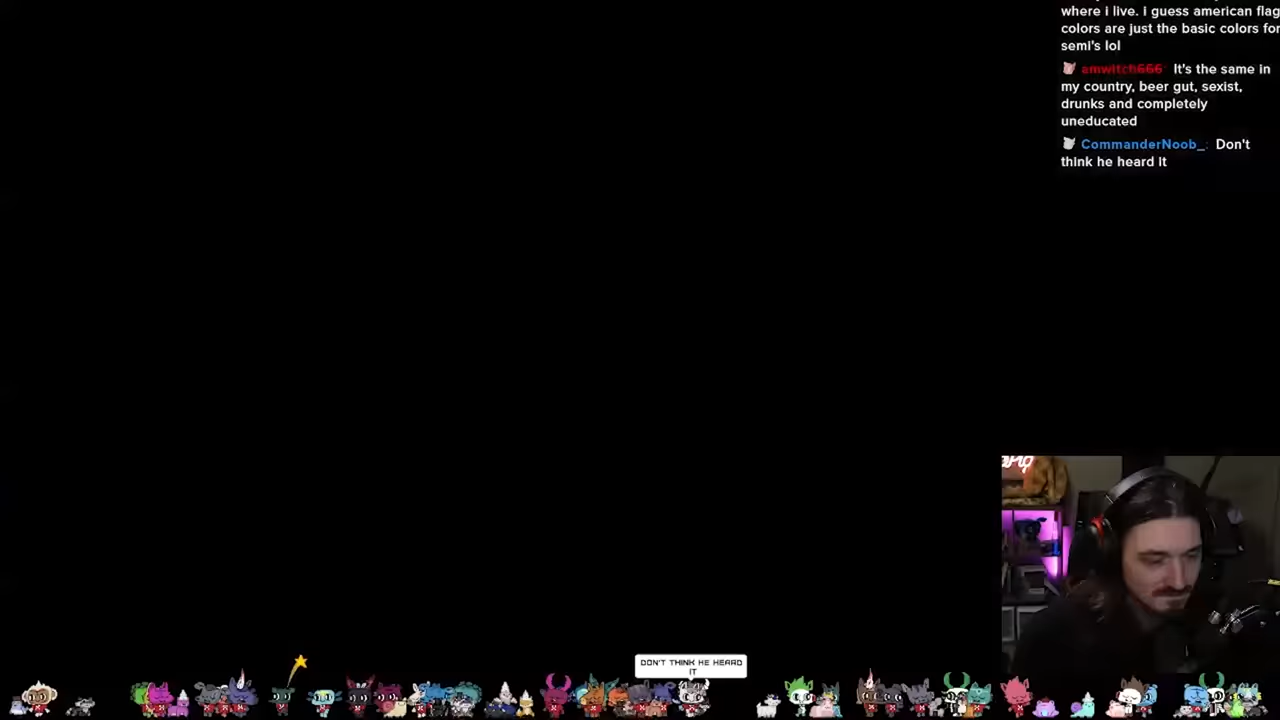 where i live. i guess american flag
colors are just the basic colors for
semi's lol
amwitch666: It's the same in
my country, beer gut, sexist,
drunks and completely
uneducated
CommanderNoob_: Don't
think he heard it
DON'T THINK HE HEARD
IT